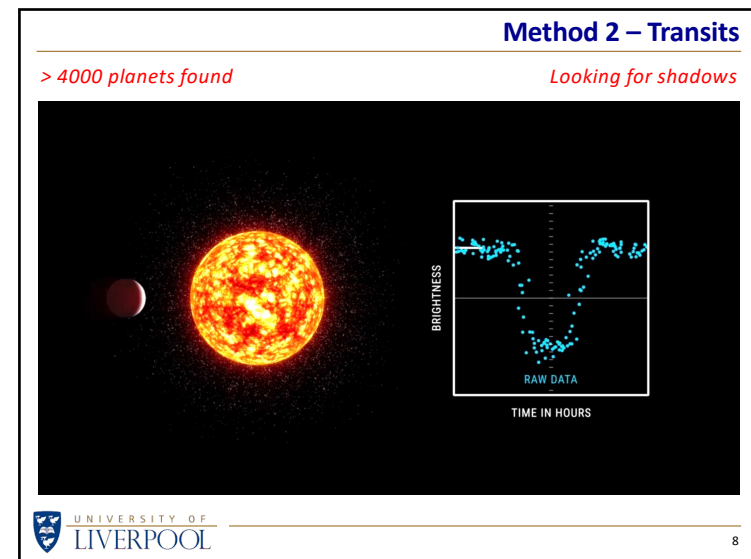 Method 2 – Transits
> 4000 planets found
Looking for shadows
BRIGHTNESS
RAW DATA
TIME IN HOURS
UNIVERSITY OF
LIVERPOOL
8